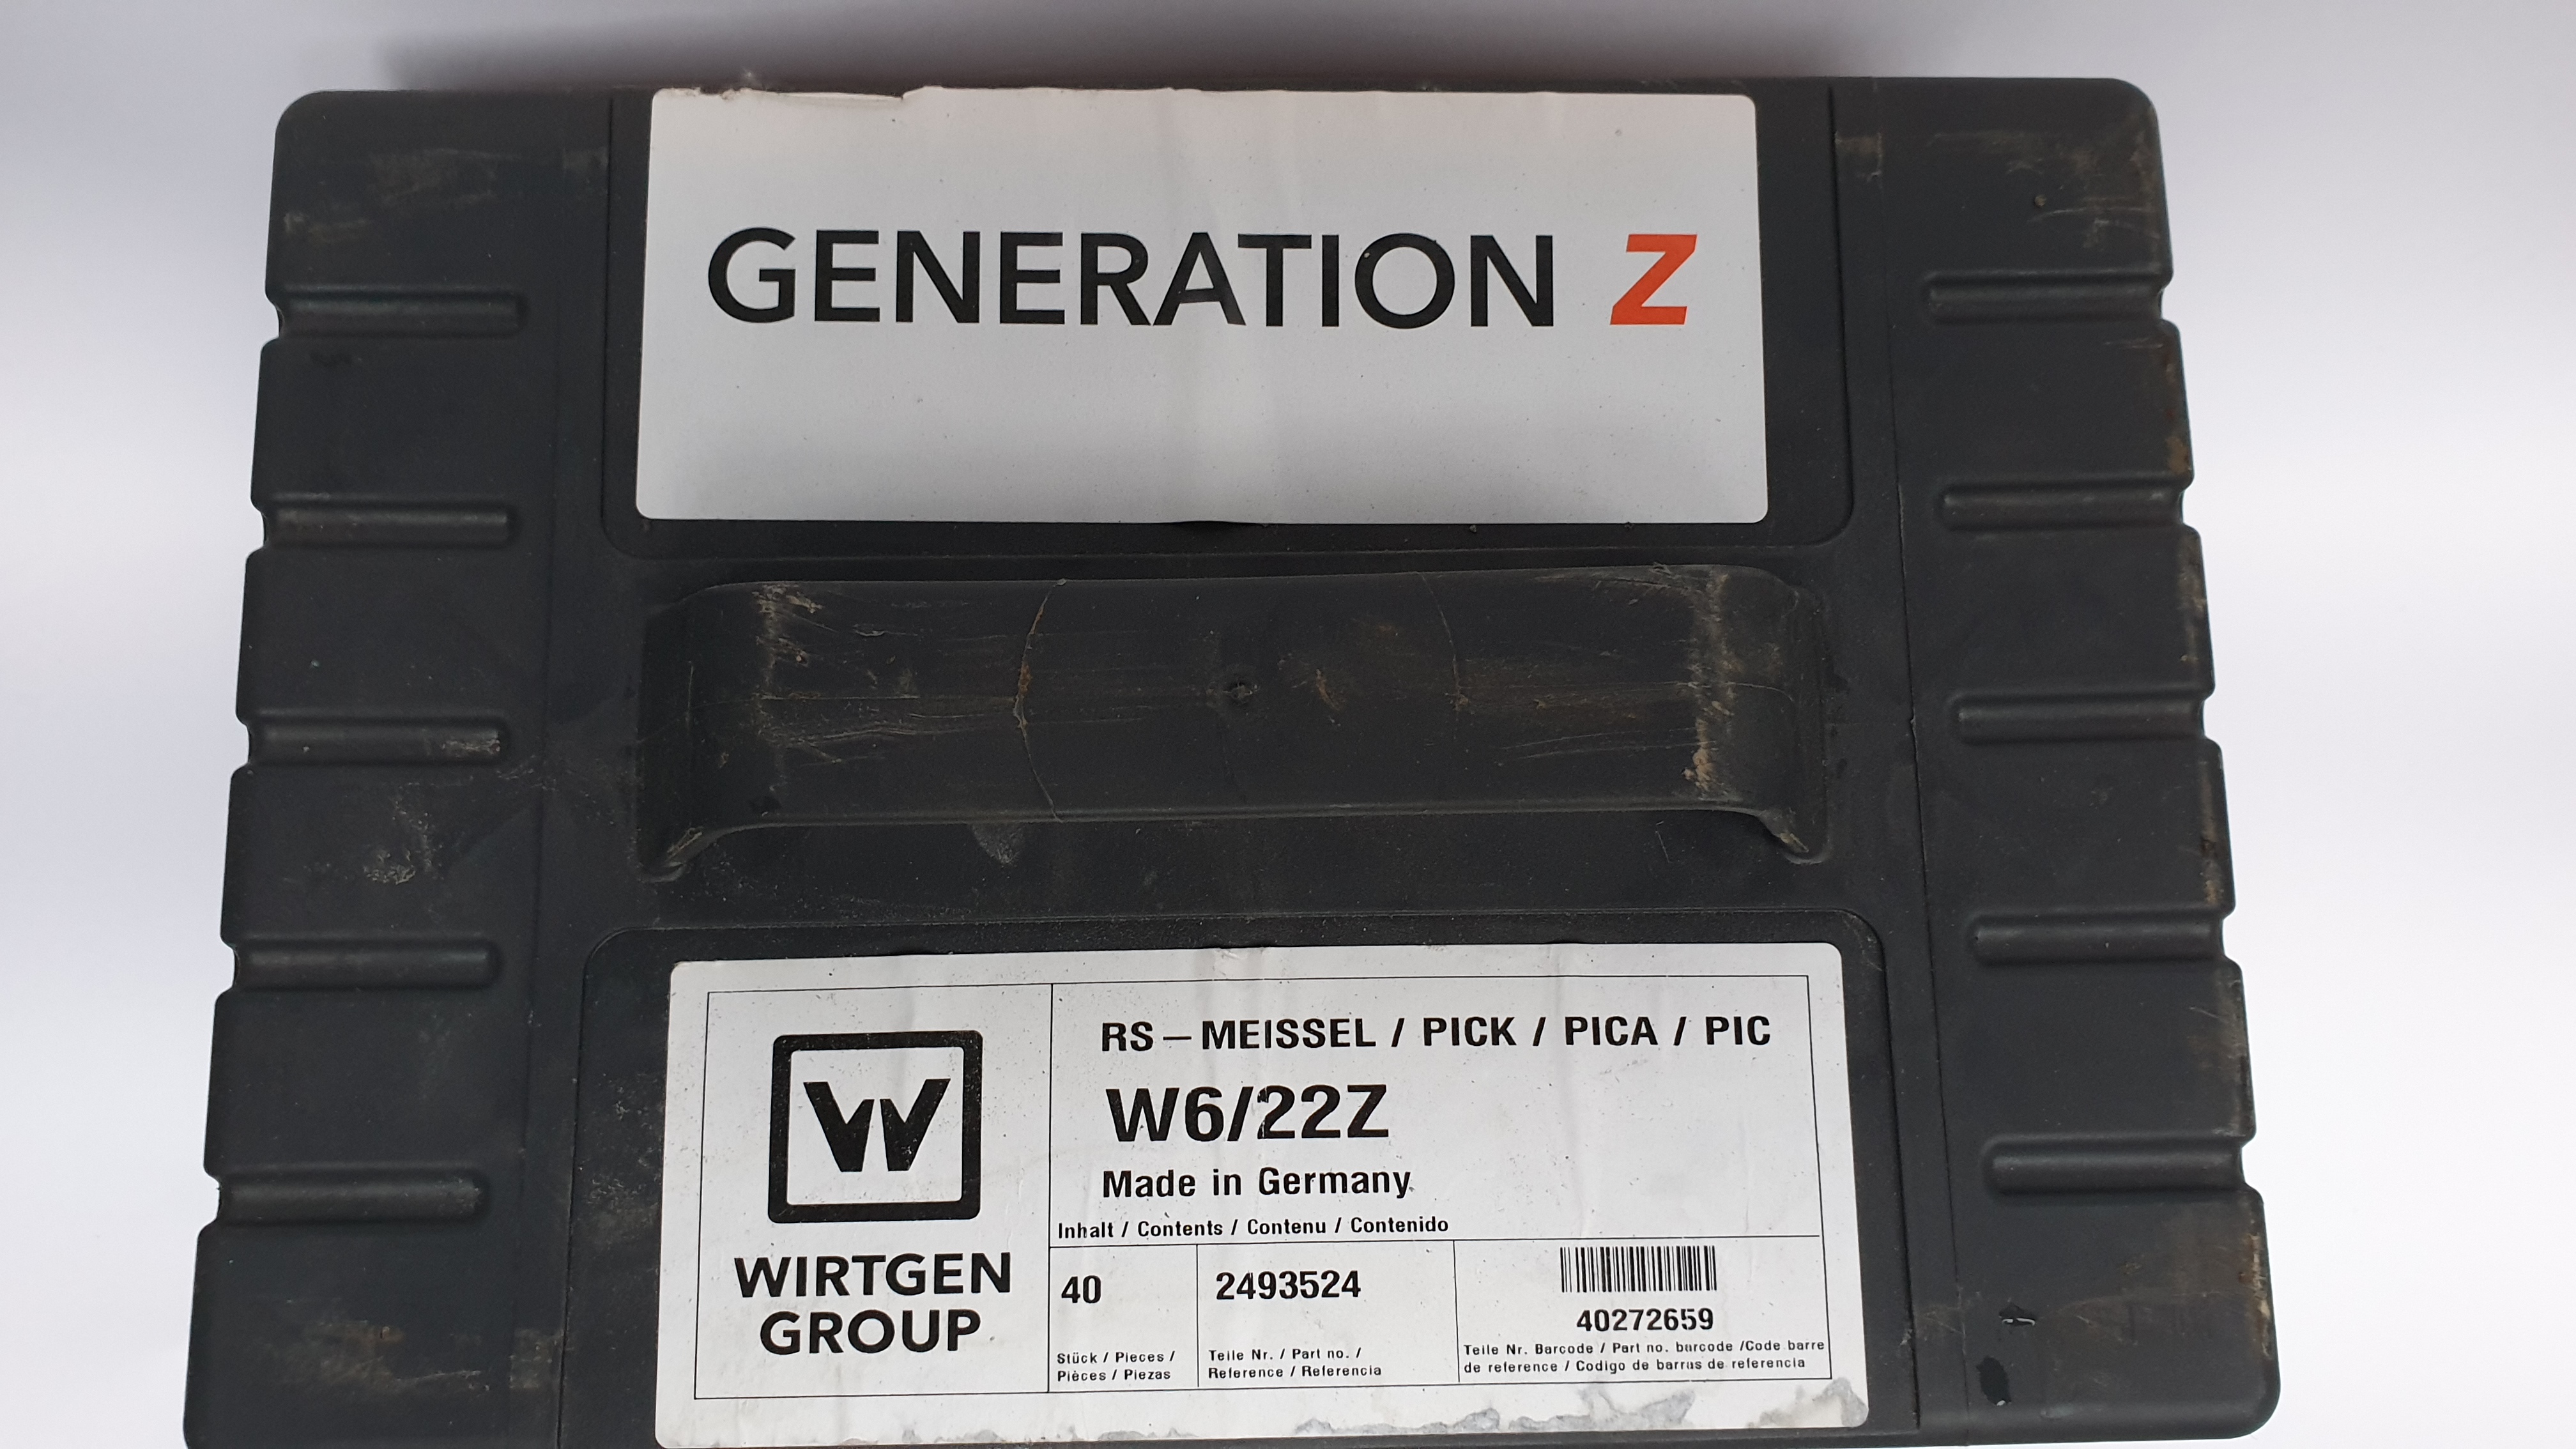 GENERATION Z
W
WIRTGEN
GROUP
RS – MEISSEL / PICK / PICA / PIC
W6/22Z
Made in Germany
Inhalt / Contents / Contenu / Contenido
40
Stück / Pieces /
Pièces / Piezas
2493524
Teile Nr. / Part no. /
Reference / Referencia
40272659
Teile Nr. Barcode / Part no. burcode /Code barre
de reference / Codigo de barras de referencia